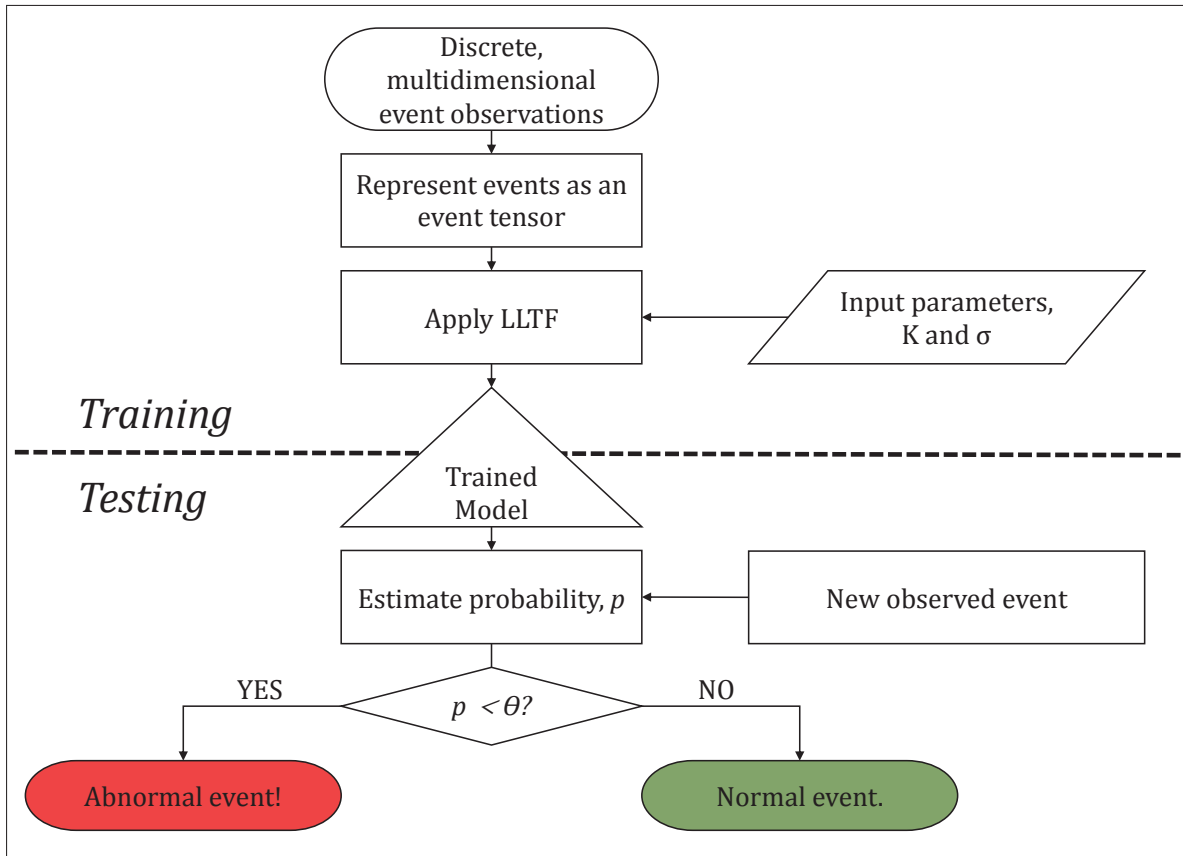 Discrete,
multidimensional
event observations
Represent events as an
event tensor
Apply LLTF
Input parameters,
K and σ
Training
Testing
Trained
Model
Estimate probability, p
New observed event
YES
p < θ?
NO
Abnormal event!
Normal event.